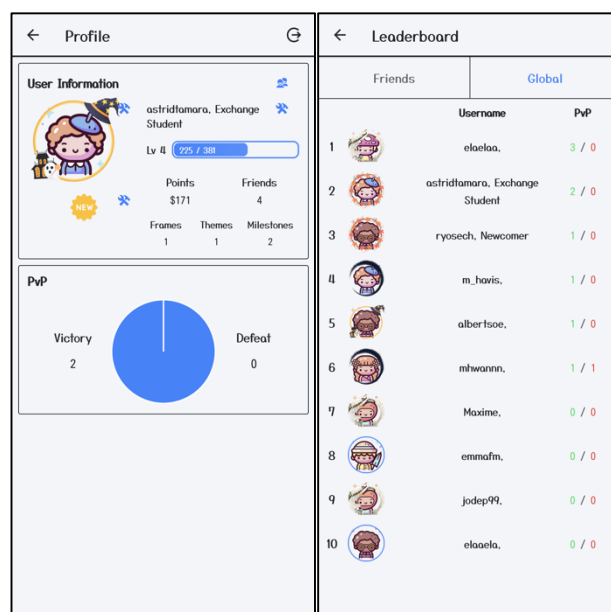 Profile
User Information
astridtamara, Exchange
Student
Lv 4 225 / 381
NEW
Points Friends
$171 4
Frames Themes Milestones
1 1 2
PvP
Victory Defeat
2 0
Leaderboard
Friends Global
Username PvP
1 elaelaa, 3 / 0
2 astridtamara, Exchange Student 2 / 0
3 ryosech, Newcomer 1 / 0
4 m_havis, 1 / 0
5 albertsoe, 1 / 0
6 mhwannn, 1 / 1
7 Maxime, 0 / 0
8 emmafm, 0 / 0
9 jodep99, 0 / 0
10 elaaela, 0 / 0